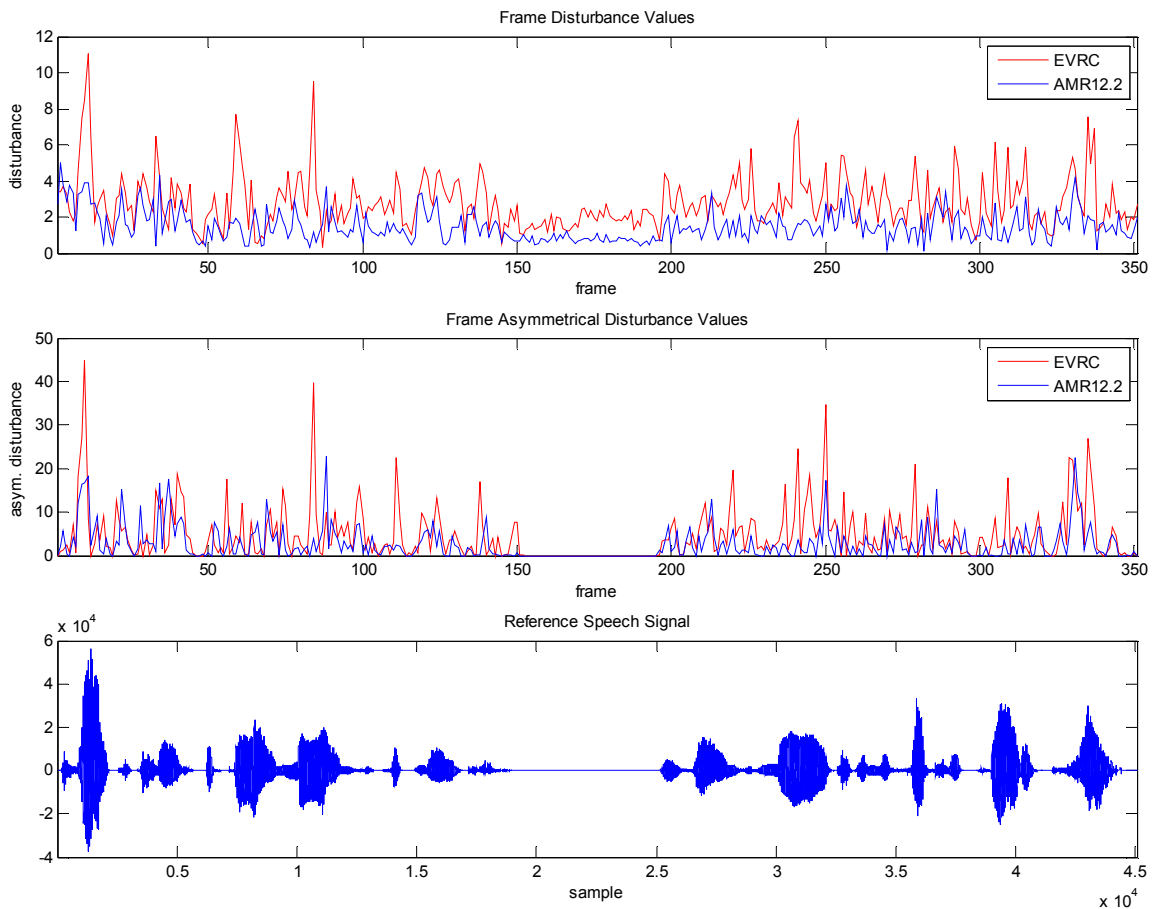 Frame Disturbance Values
12
10
8
6
4
2
0
disturbance
EVRC
AMR12.2
50 100 150 200 250 300 350
frame
Frame Asymmetrical Disturbance Values
50
40
30
20
10
0
asym. disturbance
EVRC
AMR12.2
50 100 150 200 250 300 350
frame
Reference Speech Signal
x 10^4
6
4
2
0
-2
-4
0.5 1 1.5 2 2.5 3 3.5 4 4.5
sample
x 10^4